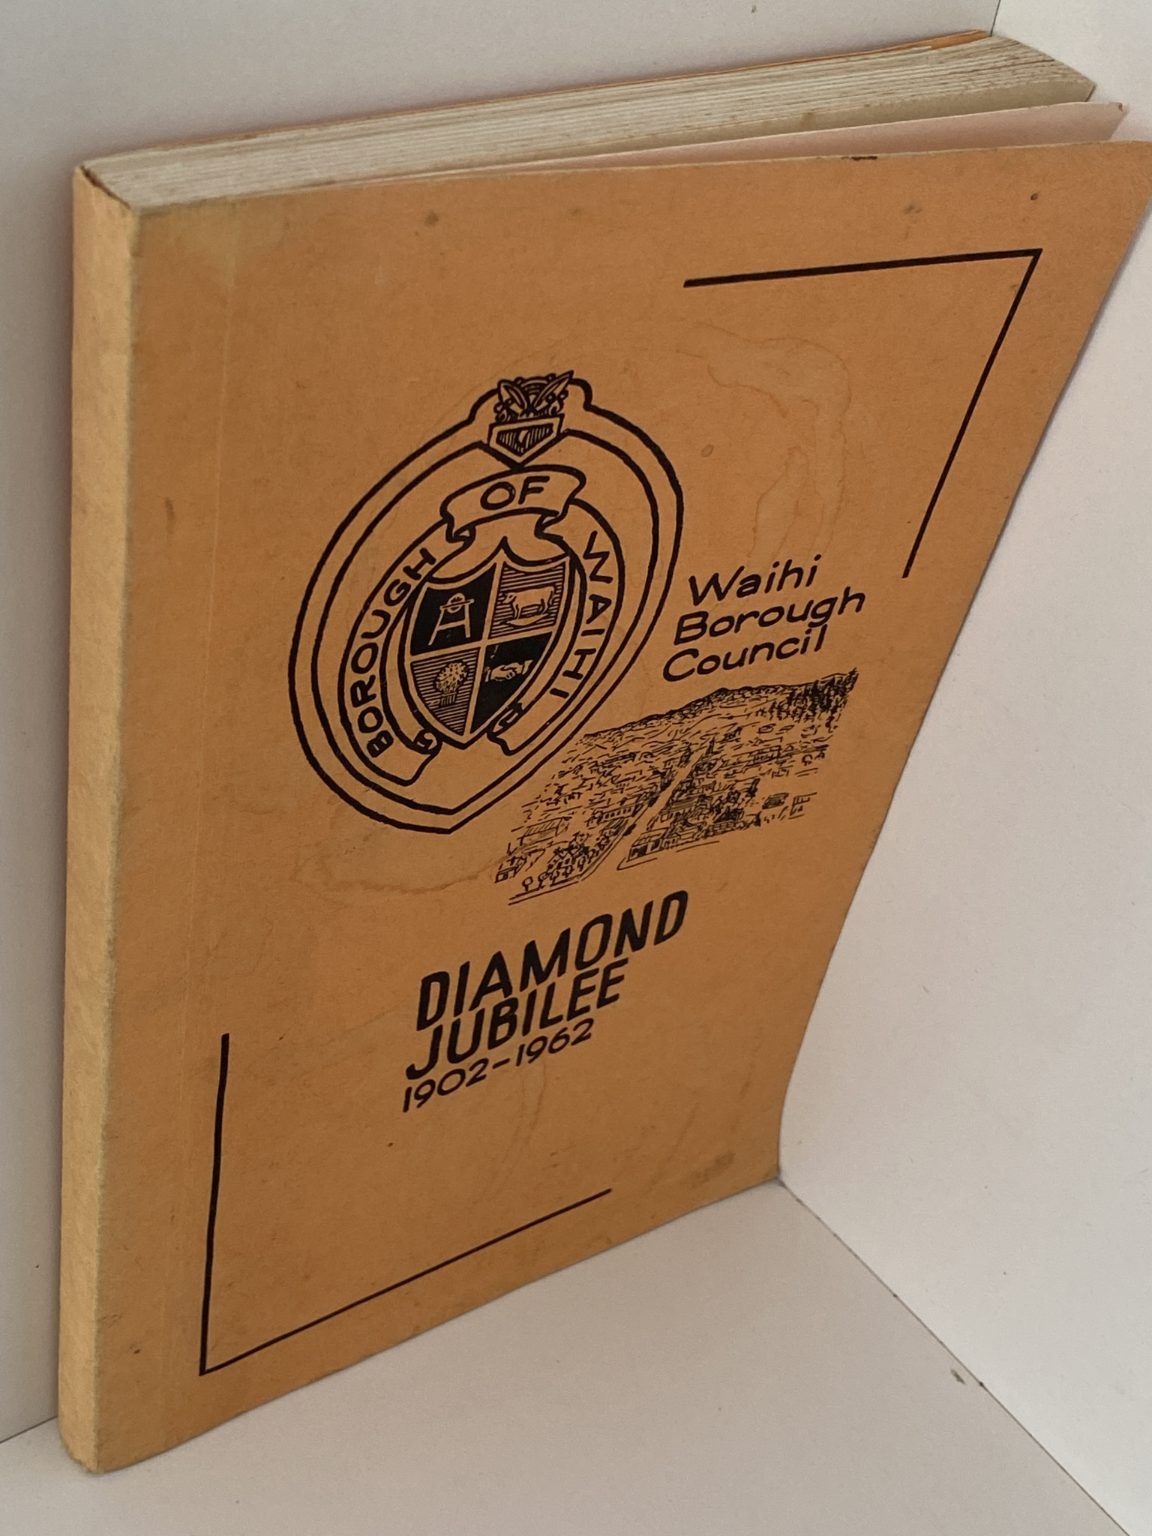 OF
BOROUGH
WAIHI
Waihi
Borough
Council
DIAMOND
JUBILEE
1902-1962